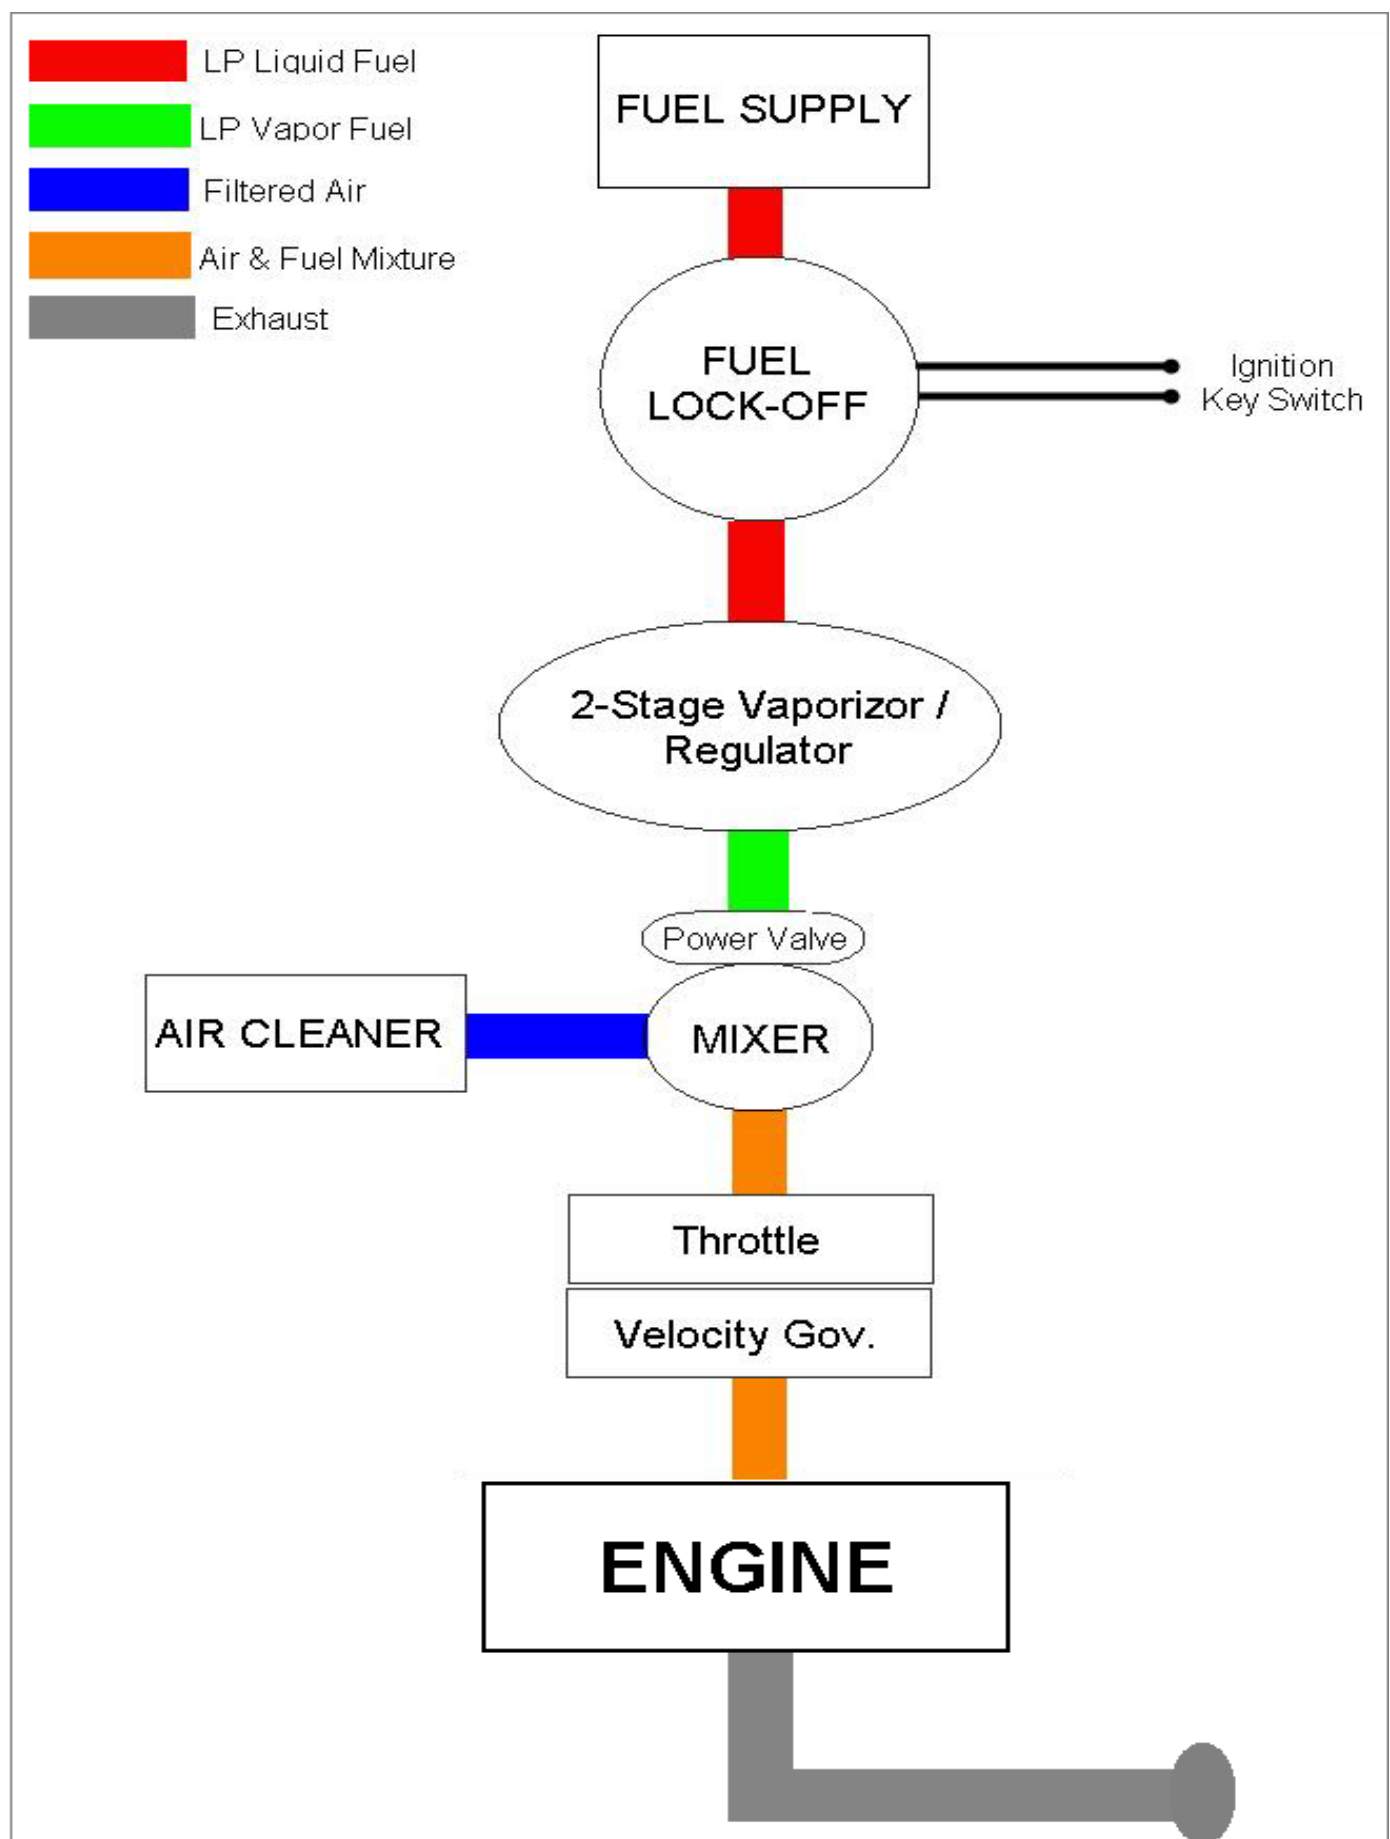 LP Liquid Fuel
LP Vapor Fuel
Filtered Air
Air & Fuel Mixture
Exhaust
FUEL SUPPLY
FUEL
LOCK-OFF
Ignition
Key Switch
2-Stage Vaporizor /
Regulator
Power Valve
AIR CLEANER
MIXER
Throttle
Velocity Gov.
ENGINE